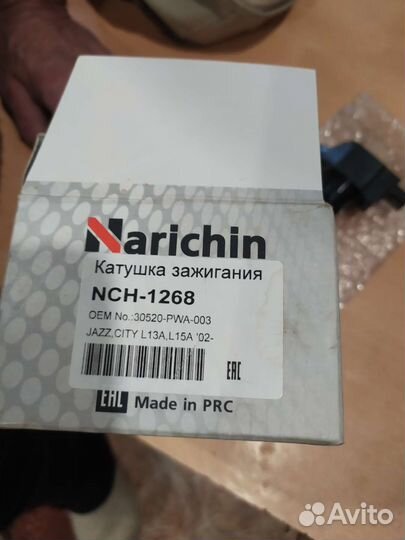 Narichin
Катушка зажигания
NCH-1268
OEM No.:30520-PWA-003
JAZZ,CITY L13A,L15A '02-
EAC
EAC Made in PRC
Avito